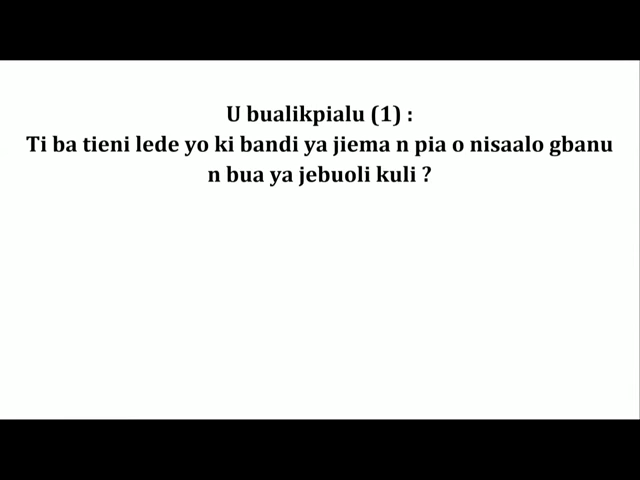 U bualikpialu (1) :
Ti ba tieni lede yo ki bandi ya jiema n pia o nisaalo gbanu
n bua ya jebuoli kuli ?